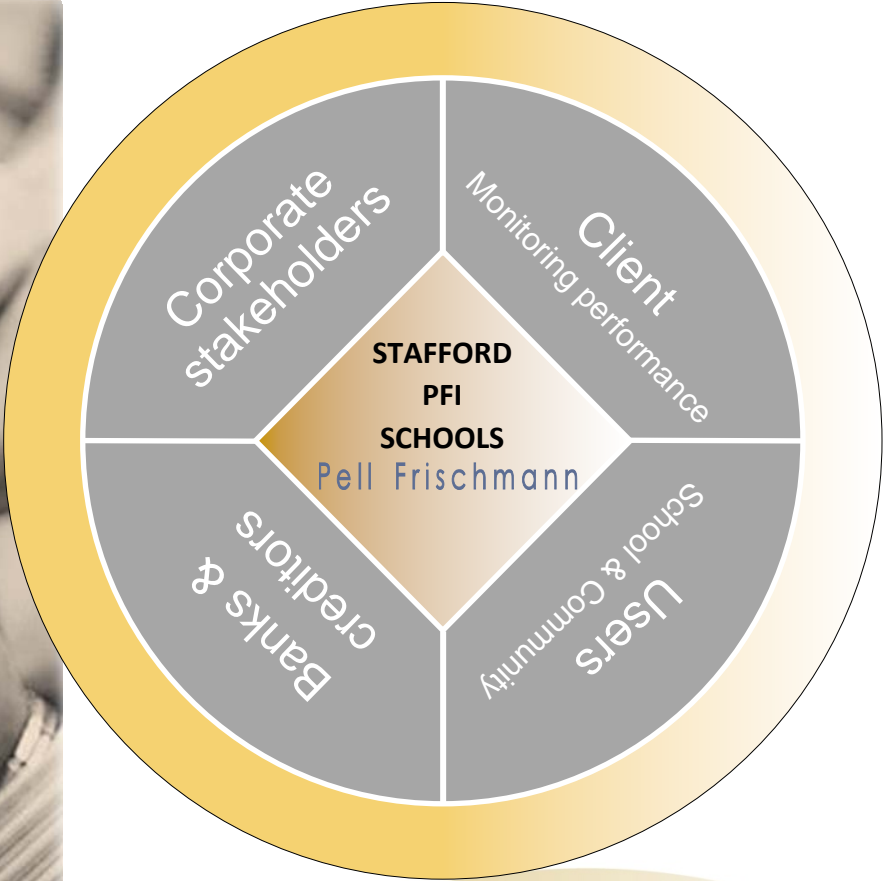 Corporate
stakeholders
Client
Monitoring performance
STAFFORD
PFI
SCHOOLS
Pell Frischmann
Banks &
creditors
Users
School & Community